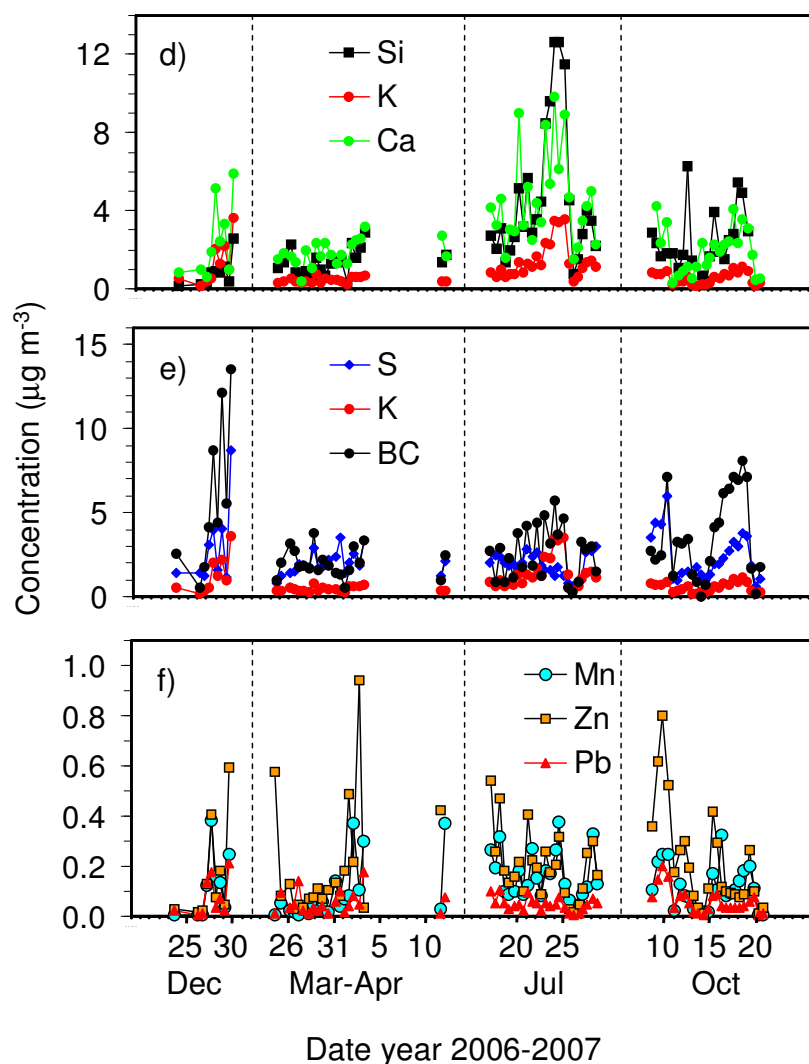 d)
Si
K
Ca
12
8
4
0
e)
S
K
BC
15
10
5
0
Concentration (µg m-3)
f)
Mn
Zn
Pb
1.0
0.8
0.6
0.4
0.2
0.0
25 30 26 31 5 10 20 25 10 15 20
Dec Mar-Apr Jul Oct
Date year 2006-2007